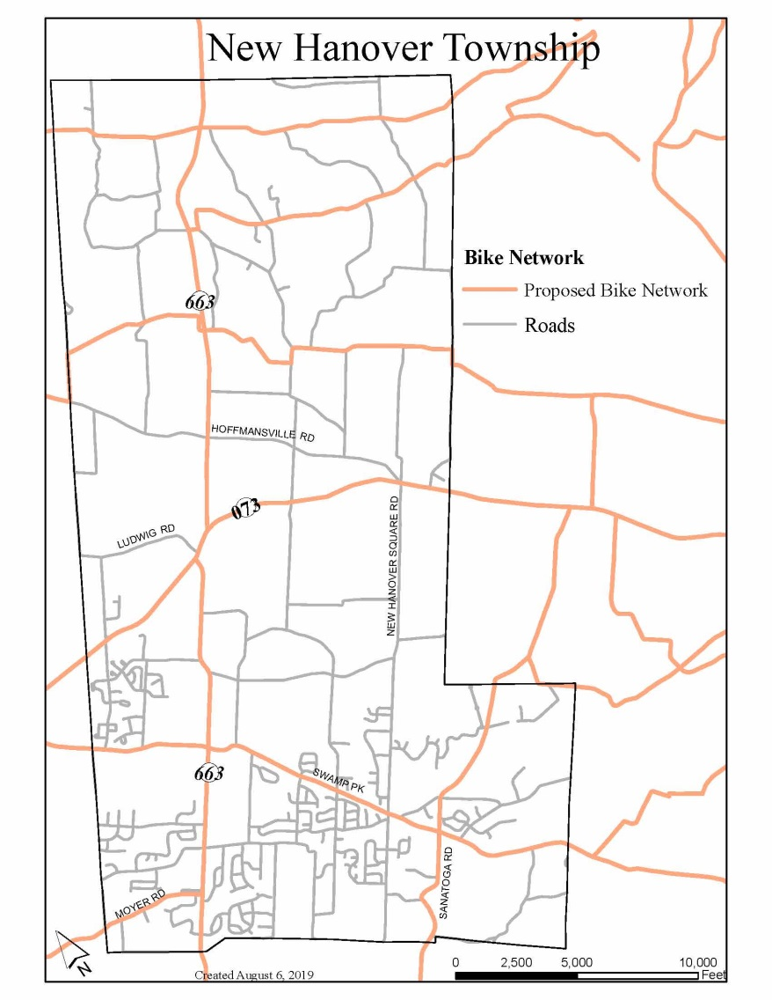 New Hanover Township
Bike Network
Proposed Bike Network
Roads
663
HOFFMANSVILLE RD
073
LUDWIG RD
NEW HANOVER SQUARE RD
663
SWAMP PK
SANATOGA RD
MOYER RD
N
Created August 6, 2019
0 2,500 5,000 10,000
Feet